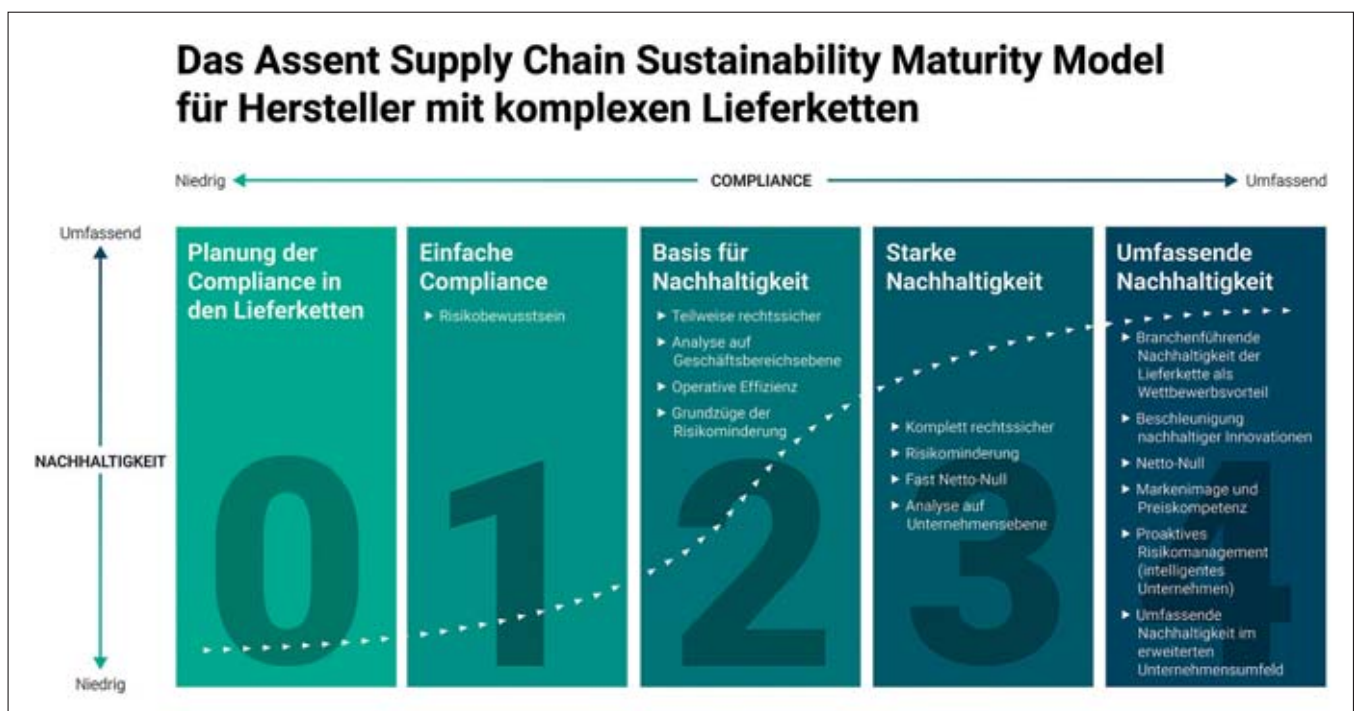 Das Assent Supply Chain Sustainability Maturity Model
für Hersteller mit komplexen Lieferketten
Niedrig
COMPLIANCE
Umfassend
Umfassend
NACHHALTIGKEIT
Niedrig
Planung der
Compliance in
den Lieferketten
0
Einfache
Compliance
Risikobewusstsein
1
Basis für
Nachhaltigkeit
Teilweise rechtssicher
Analyse auf
Geschäftsbereichsebene
Operative Effizienz
Grundzüge der
Risikominderung
2
Starke
Nachhaltigkeit
Komplett rechtssicher
Risikominderung
Fast Netto-Null
Analyse auf
Unternehmensebene
3
Umfassende
Nachhaltigkeit
Branchenführende
Nachhaltigkeit der
Lieferkette als
Wettbewerbsvorteil
Beschleunigung
nachhaltiger Innovationen
Netto-Null
Markenimage und
Preiskompetenz
Proaktives
Risikomanagement
(intelligentes
Unternehmen)
Umfassende
Nachhaltigkeit im
erweiterten
Unternehmensumfeld
4